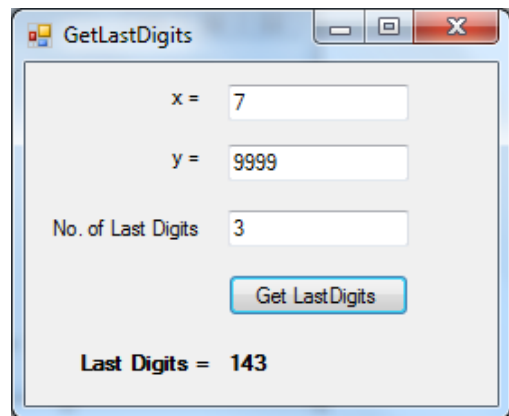 GetLastDigits
x = 7
y = 9999
No. of Last Digits 3
Get LastDigits
Last Digits = 143